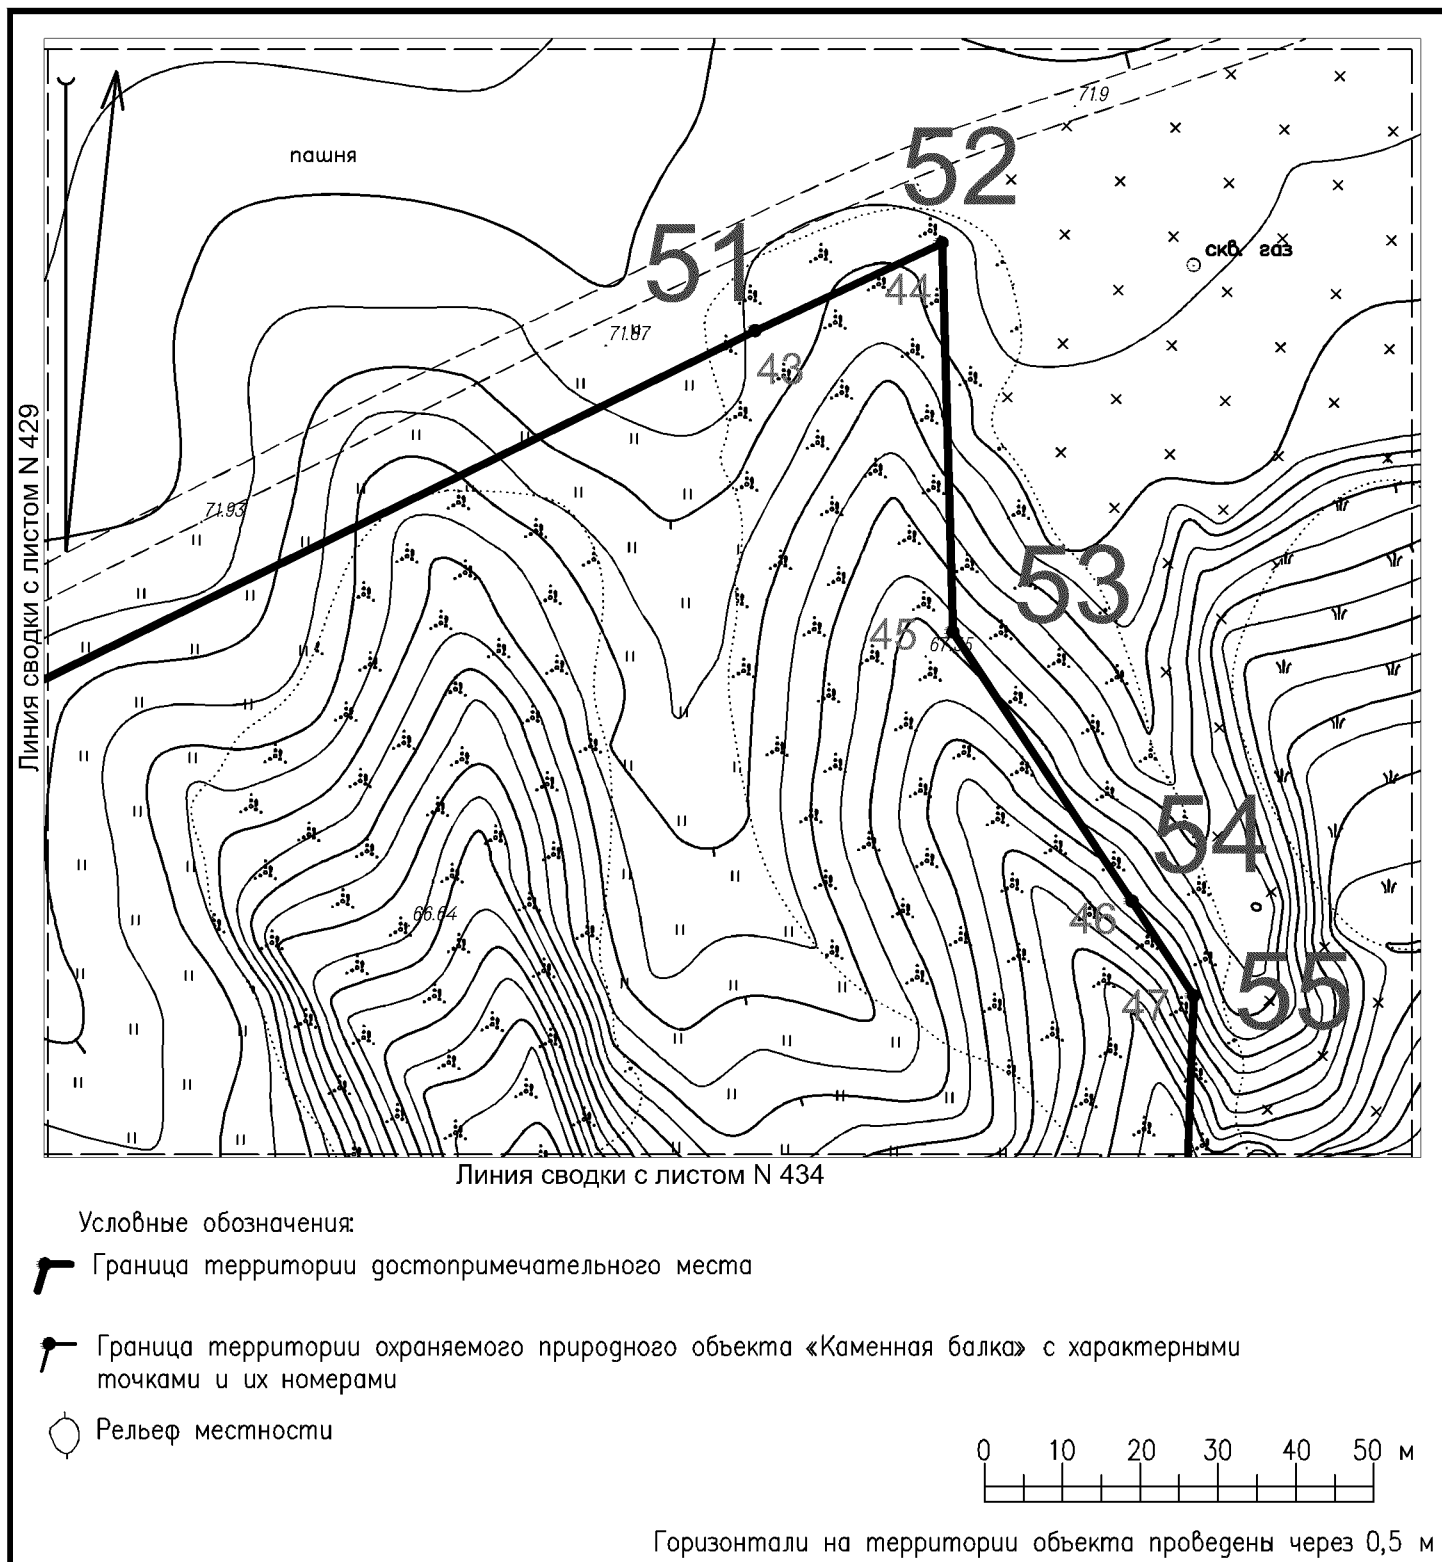 71.9
52
пашня
51
скв. газ
44
71.87
43
Линия сводки с листом N 429
71.93
53
45
67.35
54
66.64
46
55
47
Линия сводки с листом N 434
Условные обозначения:
Граница территории достопримечательного места
Граница территории охраняемого природного объекта «Каменная балка» с характерными
точками и их номерами
Рельеф местности
0 10 20 30 40 50 м
Горизонтали на территории объекта проведены через 0,5 м